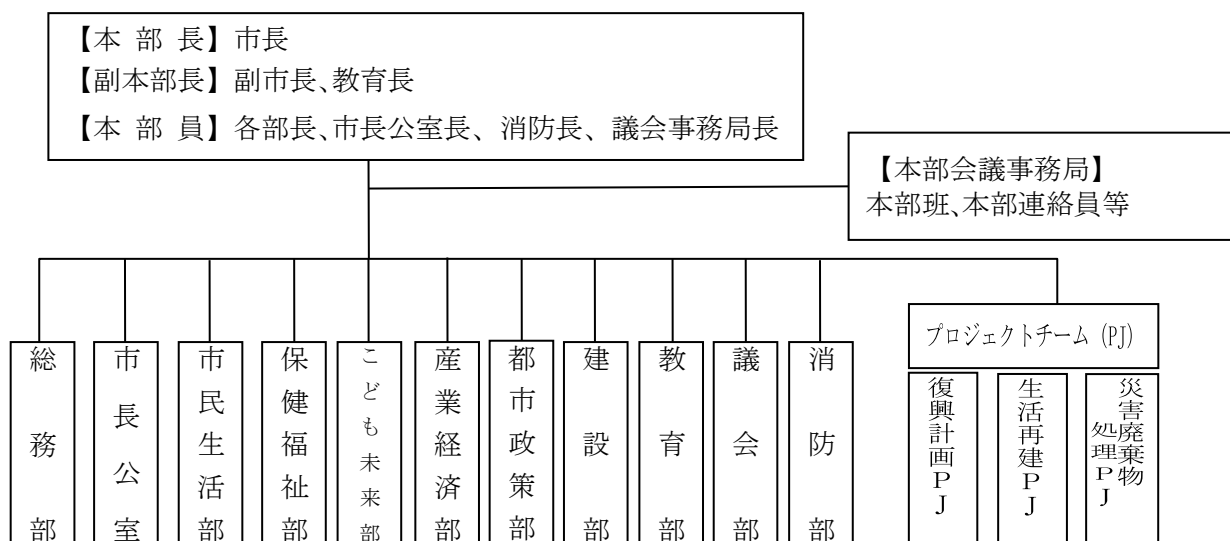 【本 部 長】市長
【副本部長】副市長、教育長
【本 部 員】各部長、市長公室長、 消防長、 議会事務局長
【本部会議事務局】
本部班、本部連絡員等
総務部
市長公室
市民生活部
保健福祉部
こども未来部
産業経済部
都市政策部
建設部
教育部
議会部
消防部
プロジェクトチーム (PJ)
復興計画PJ
生活再建PJ
災害廃棄物
処理PJ